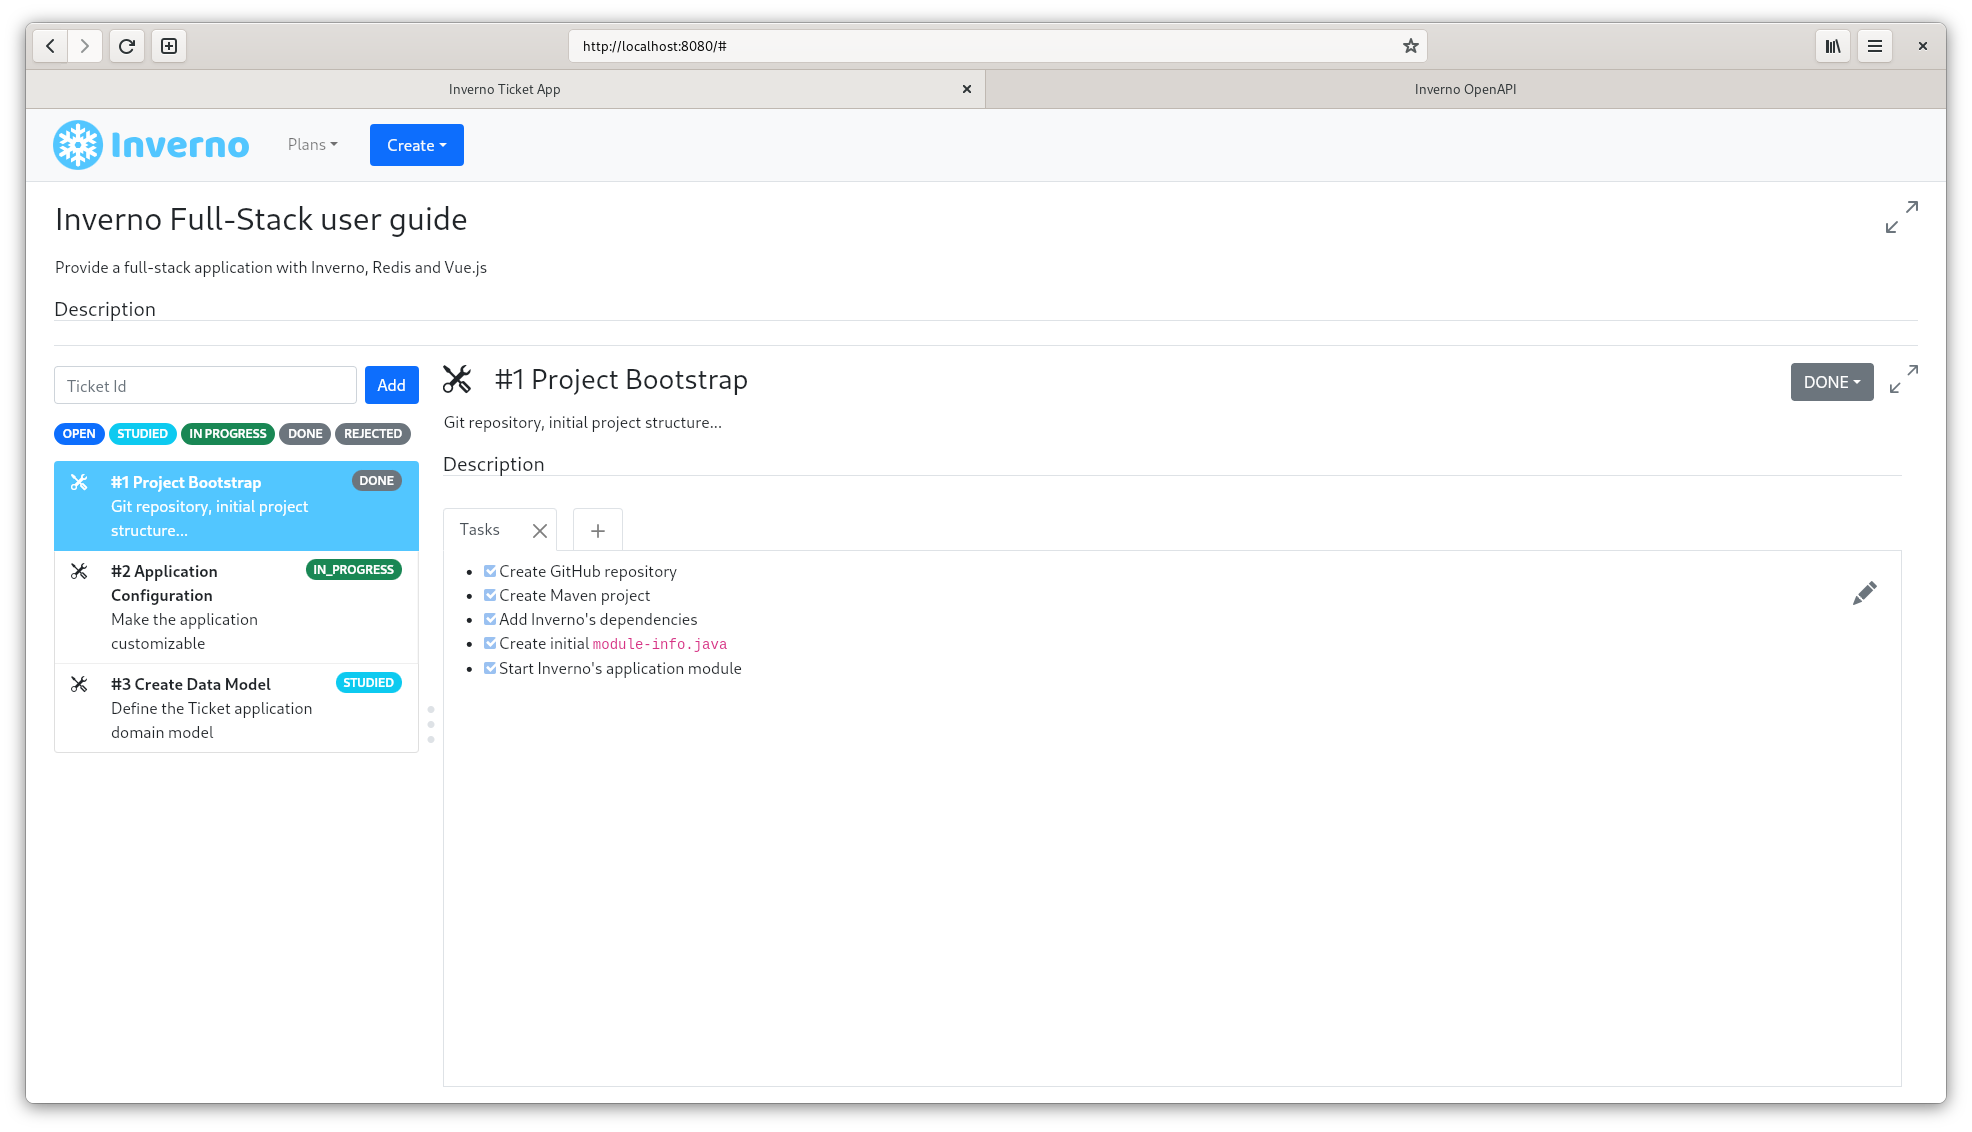 http://localhost:8080/#
Inverno Ticket App
Inverno OpenAPI
Inverno
Plans
Create
Inverno Full-Stack user guide
Provide a full-stack application with Inverno, Redis and Vue.js
Description
Ticket Id
Add
OPEN STUDIED IN PROGRESS DONE REJECTED
#1 Project Bootstrap DONE
Git repository, initial project
structure...
#2 Application IN_PROGRESS
Configuration
Make the application
customizable
#3 Create Data Model STUDIED
Define the Ticket application
domain model
#1 Project Bootstrap
DONE
Git repository, initial project structure...
Description
Tasks
Create GitHub repository
Create Maven project
Add Inverno's dependencies
Create initial module-info.java
Start Inverno's application module